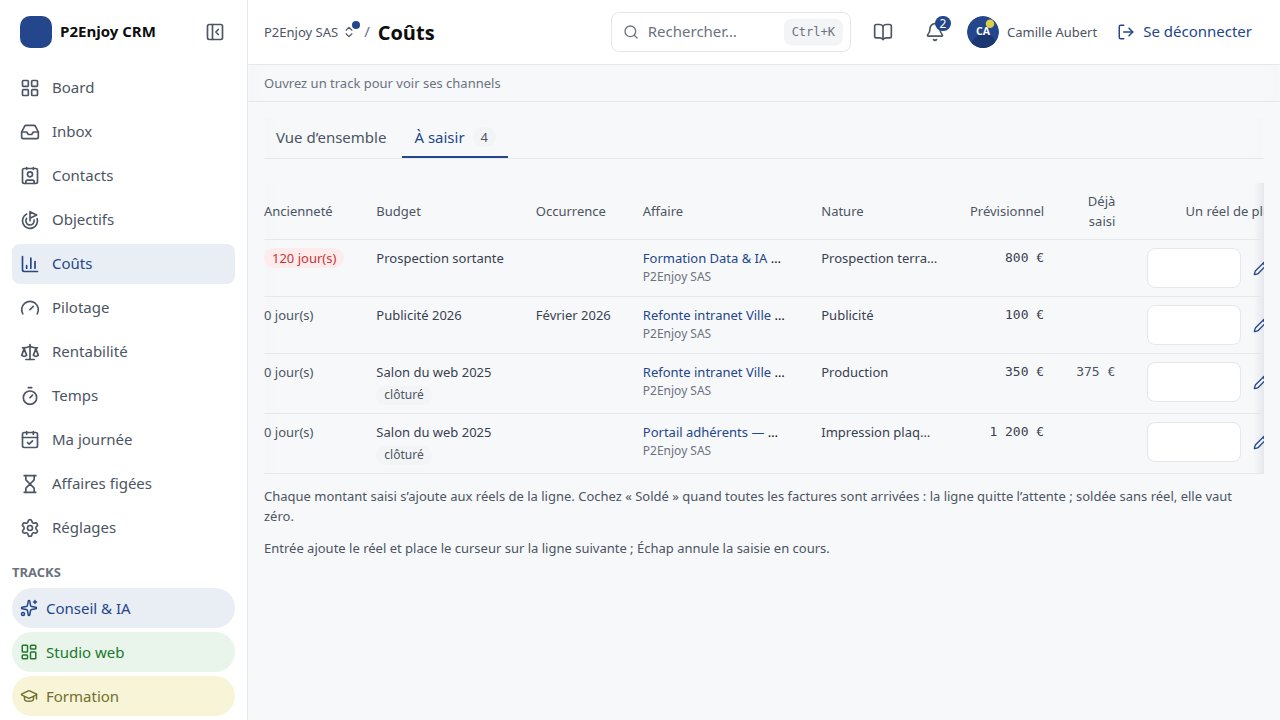 P2Enjoy CRM
P2Enjoy SAS / Coûts
Rechercher... Ctrl+K
2
CA Camille Aubert
Se déconnecter
Board
Inbox
Contacts
Objectifs
Coûts
Pilotage
Rentabilité
Temps
Ma journée
Affaires figées
Réglages
TRACKS
Conseil & IA
Studio web
Formation
Ouvrez un track pour voir ses channels
Vue d’ensemble
À saisir 4
Ancienneté Budget Occurrence Affaire Nature Prévisionnel Déjà saisi Un réel de pl
120 jour(s) Prospection sortante Formation Data & IA ... Prospection terra... 800 €
P2Enjoy SAS
0 jour(s) Publicité 2026 Février 2026 Refonte intranet Ville ... Publicité 100 €
P2Enjoy SAS
0 jour(s) Salon du web 2025 Refonte intranet Ville ... Production 350 € 375 €
clôturé P2Enjoy SAS
0 jour(s) Salon du web 2025 Portail adhérents — ... Impression plaq... 1 200 €
clôturé P2Enjoy SAS
Chaque montant saisi s’ajoute aux réels de la ligne. Cochez « Soldé » quand toutes les factures sont arrivées : la ligne quitte l’attente ; soldée sans réel, elle vaut
zéro.
Entrée ajoute le réel et place le curseur sur la ligne suivante ; Échap annule la saisie en cours.